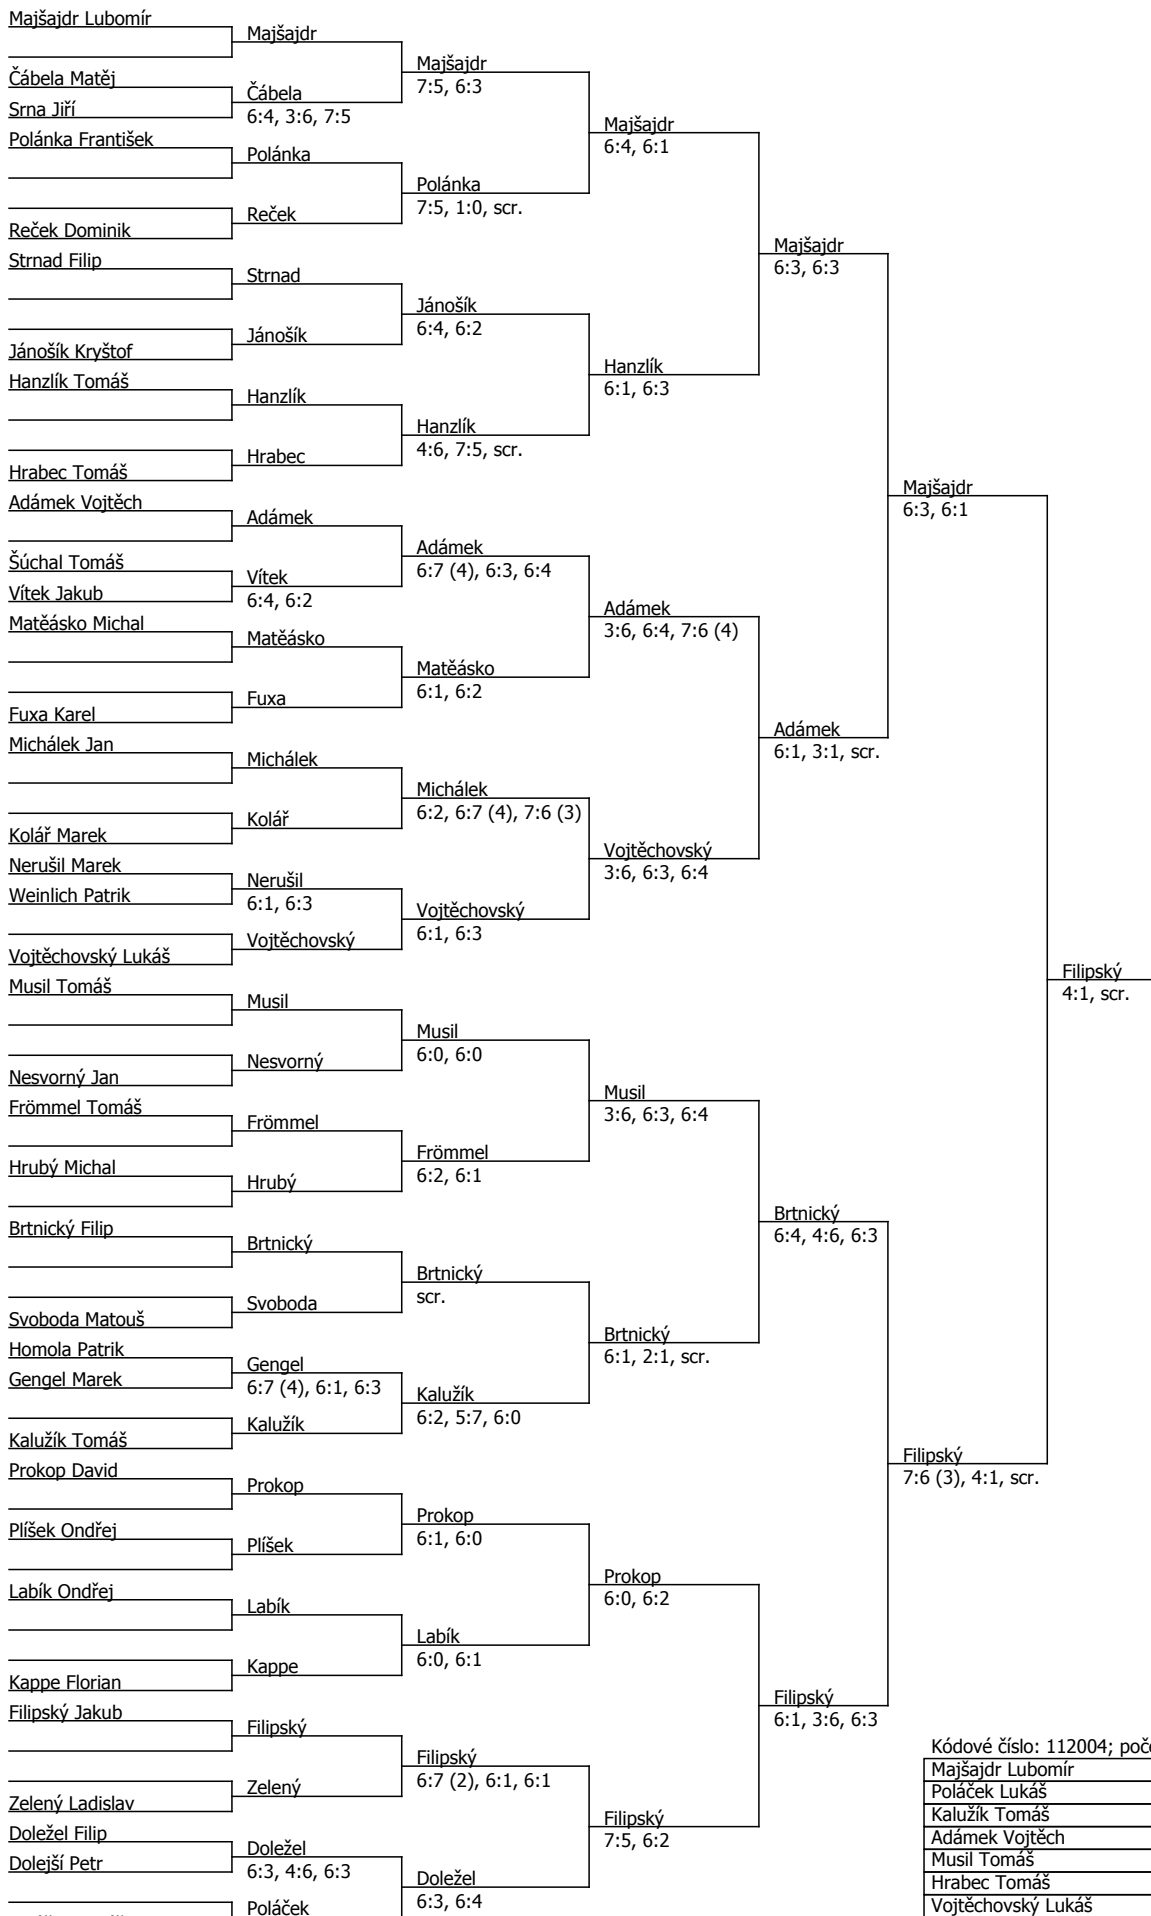 Majšajdr Lubomír
Majšajdr
Majšajdr
7:5, 6:3
Čábela Matěj
Čábela
6:4, 3:6, 7:5
Srna Jiří
Majšajdr
6:4, 6:1
Polánka František
Polánka
Polánka
7:5, 1:0, scr.
Reček
Reček Dominik
Majšajdr
6:3, 6:3
Strnad Filip
Strnad
Jánošík
6:4, 6:2
Jánošík
Jánošík Kryštof
Hanzlík
6:1, 6:3
Hanzlík Tomáš
Hanzlík
Hanzlík
4:6, 7:5, scr.
Hrabec
Hrabec Tomáš
Majšajdr
6:3, 6:1
Adámek Vojtěch
Adámek
Adámek
6:7 (4), 6:3, 6:4
Šúchal Tomáš
Vítek
6:4, 6:2
Vítek Jakub
Adámek
3:6, 6:4, 7:6 (4)
Matěásko Michal
Matěásko
Matěásko
6:1, 6:2
Fuxa
Fuxa Karel
Adámek
6:1, 3:1, scr.
Michálek Jan
Michálek
Michálek
6:2, 6:7 (4), 7:6 (3)
Kolář
Kolář Marek
Vojtěchovský
3:6, 6:3, 6:4
Nerušil Marek
Nerušil
6:1, 6:3
Weinlich Patrik
Vojtěchovský
6:1, 6:3
Vojtěchovský
Vojtěchovský Lukáš
Filipský
4:1, scr.
Musil Tomáš
Musil
Musil
6:0, 6:0
Nesvorný
Nesvorný Jan
Musil
3:6, 6:3, 6:4
Frömmel Tomáš
Frömmel
Frömmel
6:2, 6:1
Hrubý Michal
Hrubý
Brtnický
6:4, 4:6, 6:3
Brtnický Filip
Brtnický
Brtnický
scr.
Svoboda
Svoboda Matouš
Brtnický
6:1, 2:1, scr.
Homola Patrik
Gengel
6:7 (4), 6:1, 6:3
Gengel Marek
Kalužík
6:2, 5:7, 6:0
Kalužík
Kalužík Tomáš
Filipský
7:6 (3), 4:1, scr.
Prokop David
Prokop
Prokop
6:1, 6:0
Plíšek Ondřej
Plíšek
Prokop
6:0, 6:2
Labík Ondřej
Labík
Labík
6:0, 6:1
Kappe
Kappe Florian
Filipský
6:1, 3:6, 6:3
Filipský Jakub
Filipský
Filipský
6:7 (2), 6:1, 6:1
Zelený
Zelený Ladislav
Filipský
7:5, 6:2
Doležel Filip
Doležel
6:3, 4:6, 6:3
Dolejší Petr
Doležel
6:3, 6:4
Poláček
Kódové číslo: 112004;
Majšajdr Lubomír
Poláček Lukáš
Kalužík Tomáš
Adámek Vojtěch
Musil Tomáš
Hrabec Tomáš
Vojtěchovský Lukáš